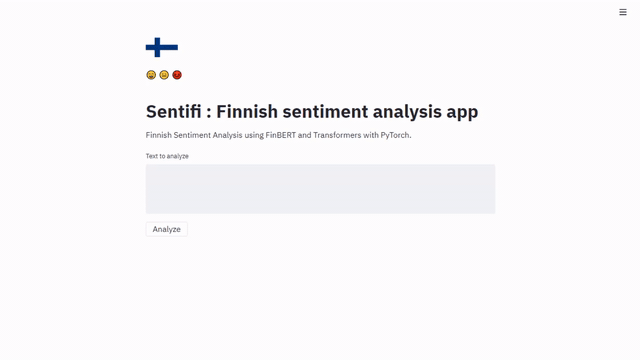 Sentifi : Finnish sentiment analysis app
Finnish Sentiment Analysis using FinBERT and Transformers with PyTorch.
Text to analyze
Analyze